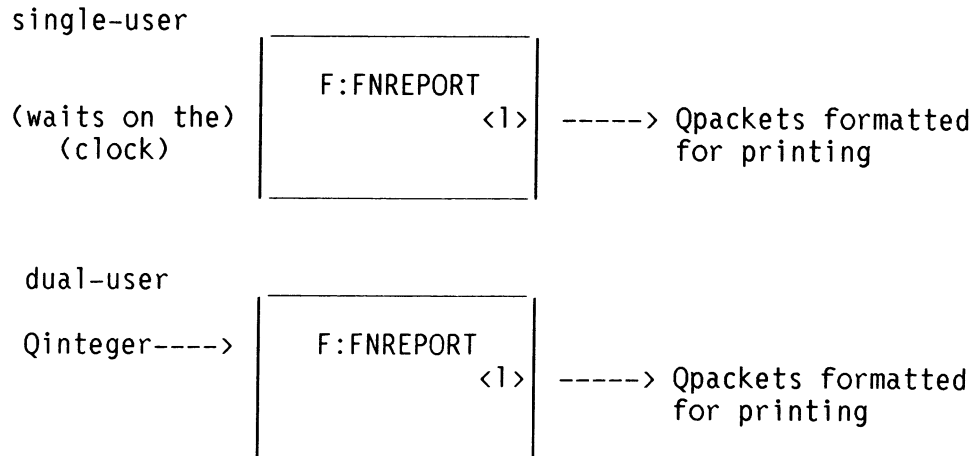 single-user
F:FNREPORT
(waits on the) <1> -----> Qpackets formatted
(clock) for printing
dual-user
Qinteger----> F:FNREPORT
<1> -----> Qpackets formatted
for printing